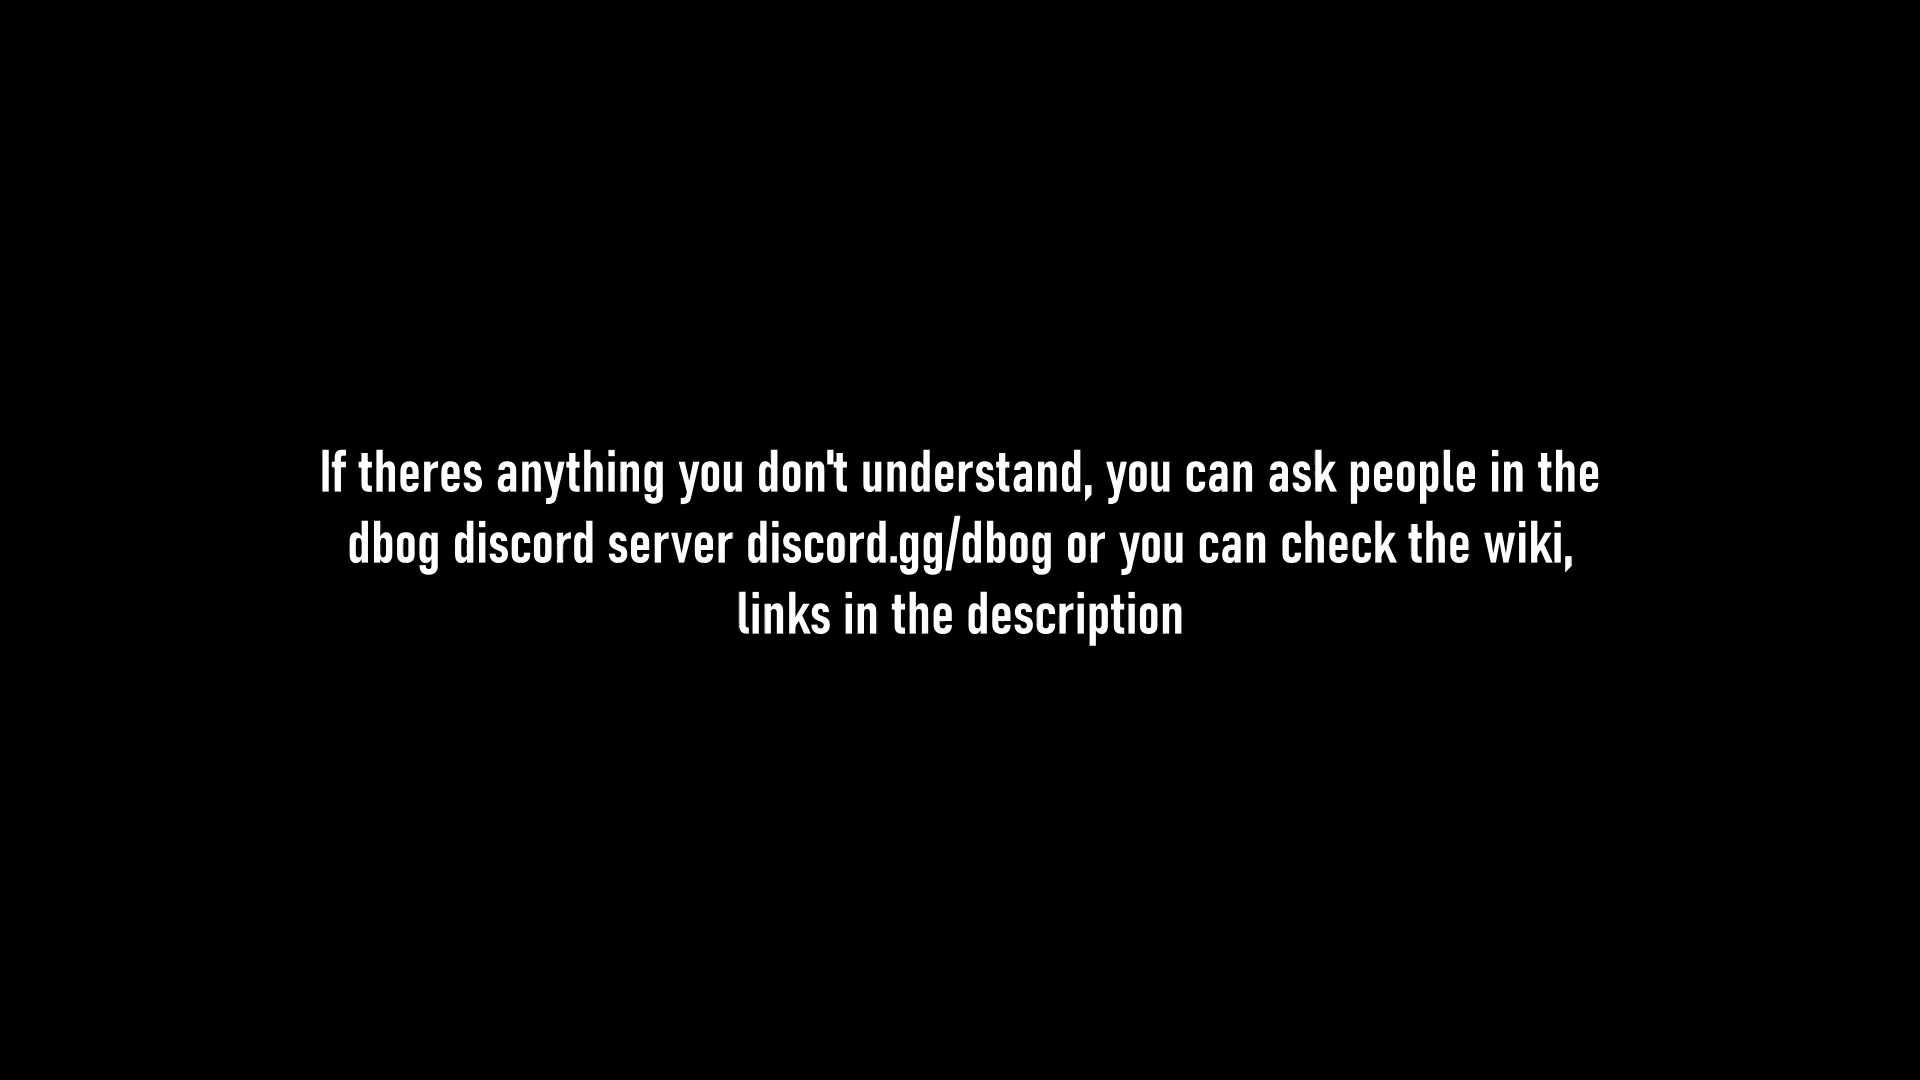 If theres anything you don't understand, you can ask people in the
dbog discord server discord.gg/dbog or you can check the wiki,
links in the description